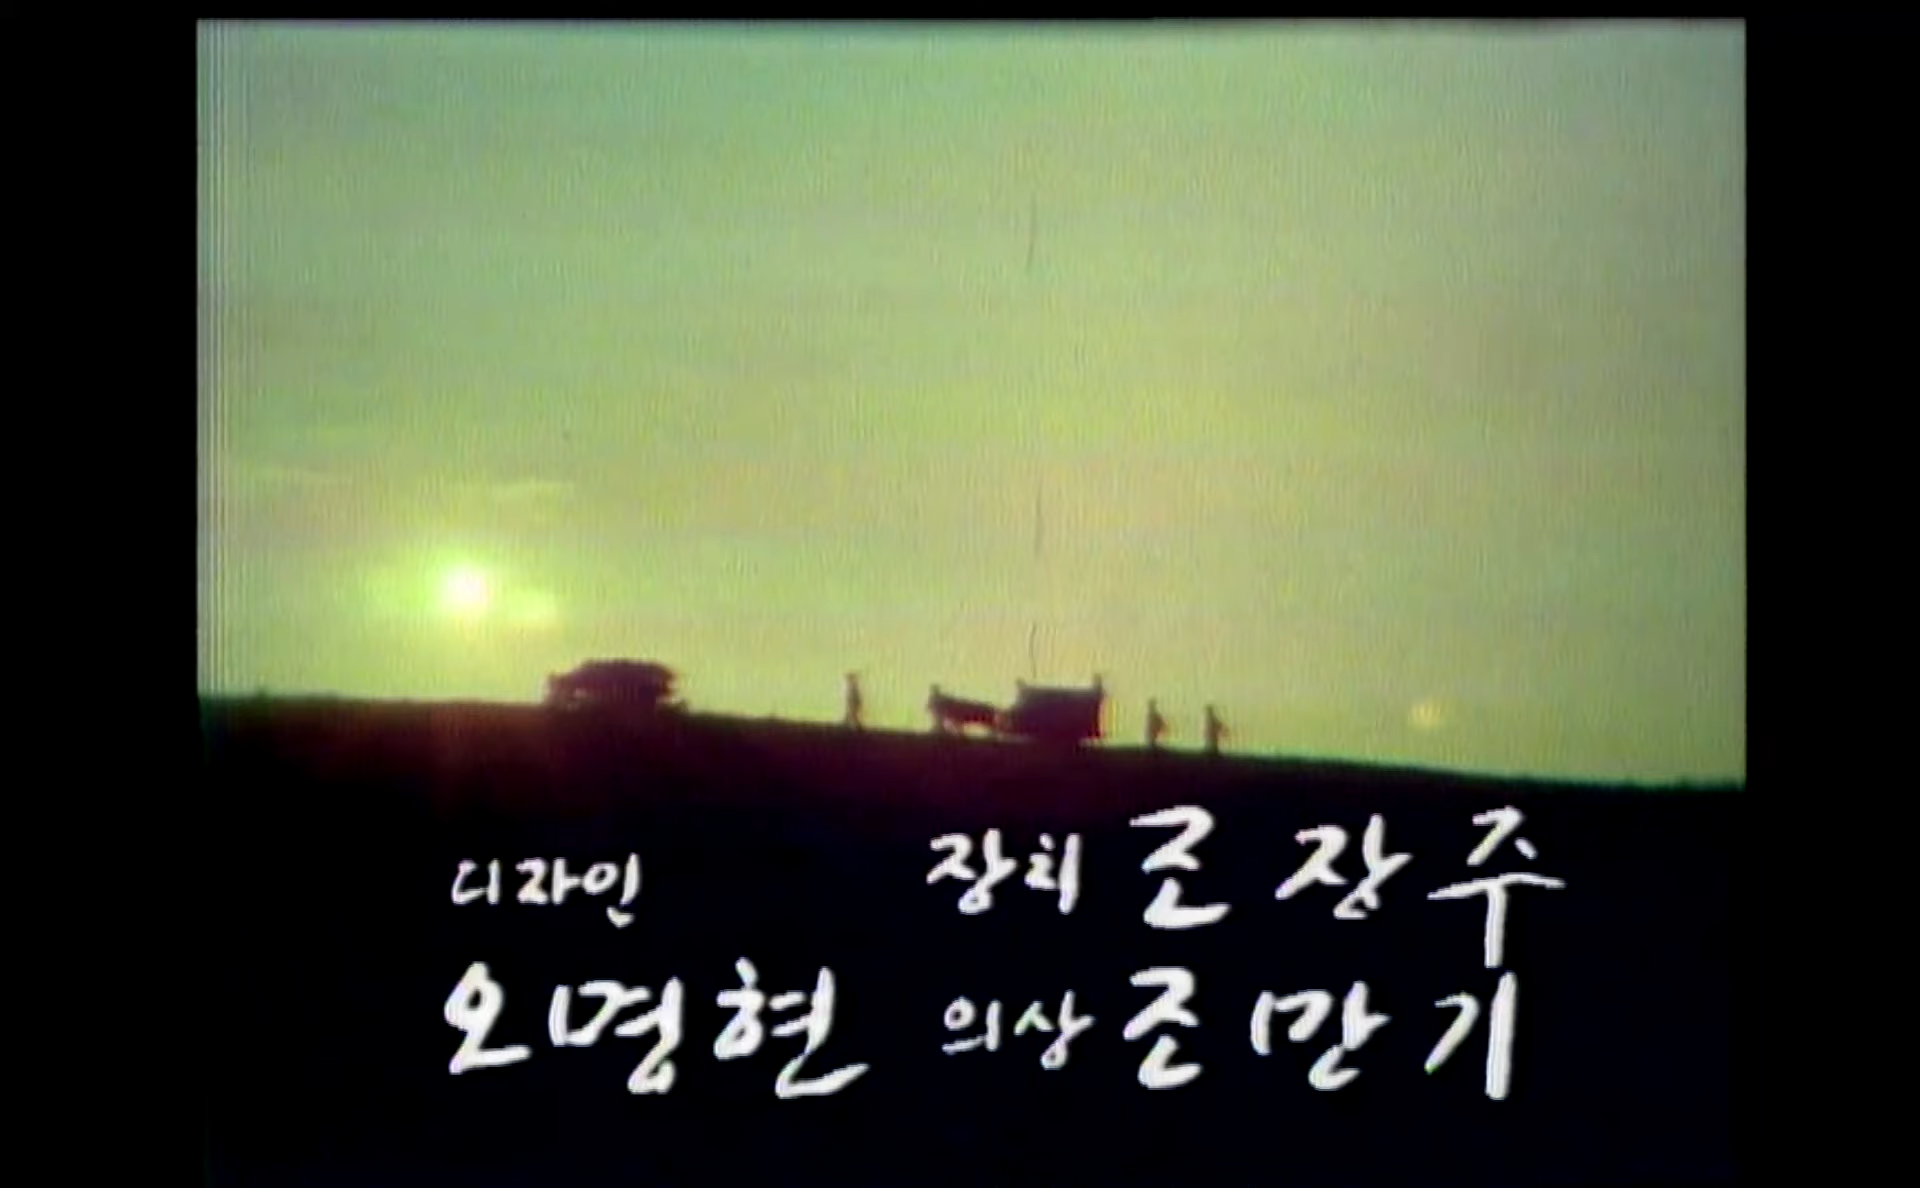 디자인
오명현
장치 조장주
의상 조만기